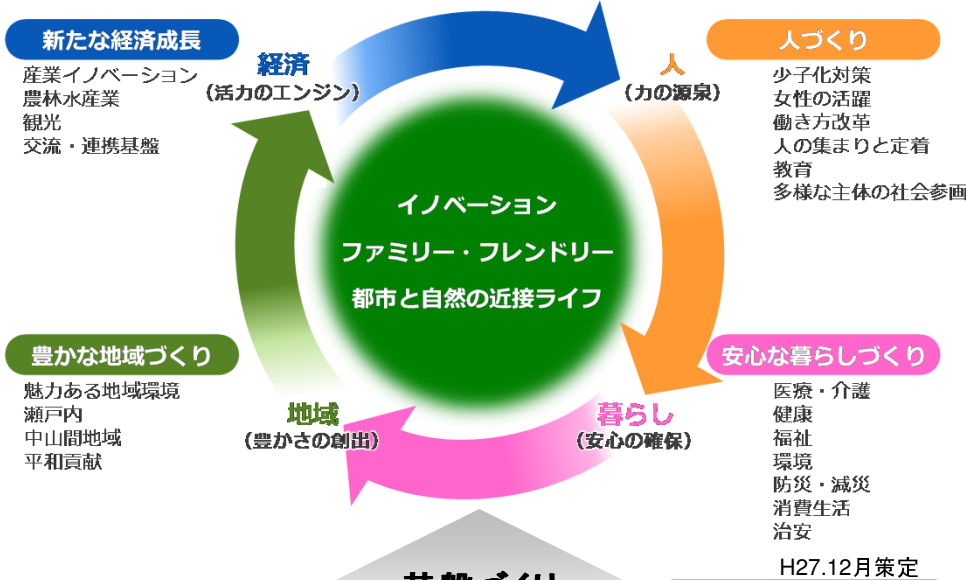 新たな経済成長
産業イノベーション
農林水産業
観光
交流・連携基盤
経済
(活力のエンジン)
人
(力の源泉)
人づくり
少子化対策
女性の活躍
働き方改革
人の集まりと定着
教育
多様な主体の社会参画
イノベーション
ファミリー・フレンドリー
都市と自然の近接ライフ
豊かな地域づくり
魅力ある地域環境
瀬戸内
中山間地域
平和貢献
地域
(豊かさの創出)
暮らし
(安心の確保)
安心な暮らしづくり
医療・介護
健康
福祉
環境
防災・減災
消費生活
治安
H27.12月策定